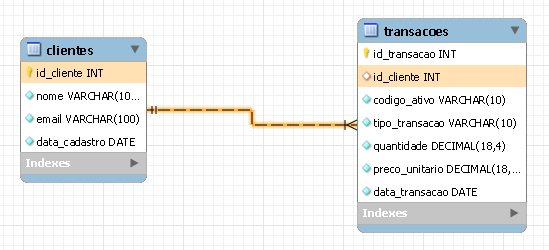 clientes
id_cliente INT
nome VARCHAR(10...
email VARCHAR(100)
data_cadastro DATE
Indexes
transacoes
id_transacao INT
id_cliente INT
codigo_ativo VARCHAR(10)
tipo_transacao VARCHAR(10)
quantidade DECIMAL(18,4)
preco_unitario DECIMAL(18,...
data_transacao DATE
Indexes